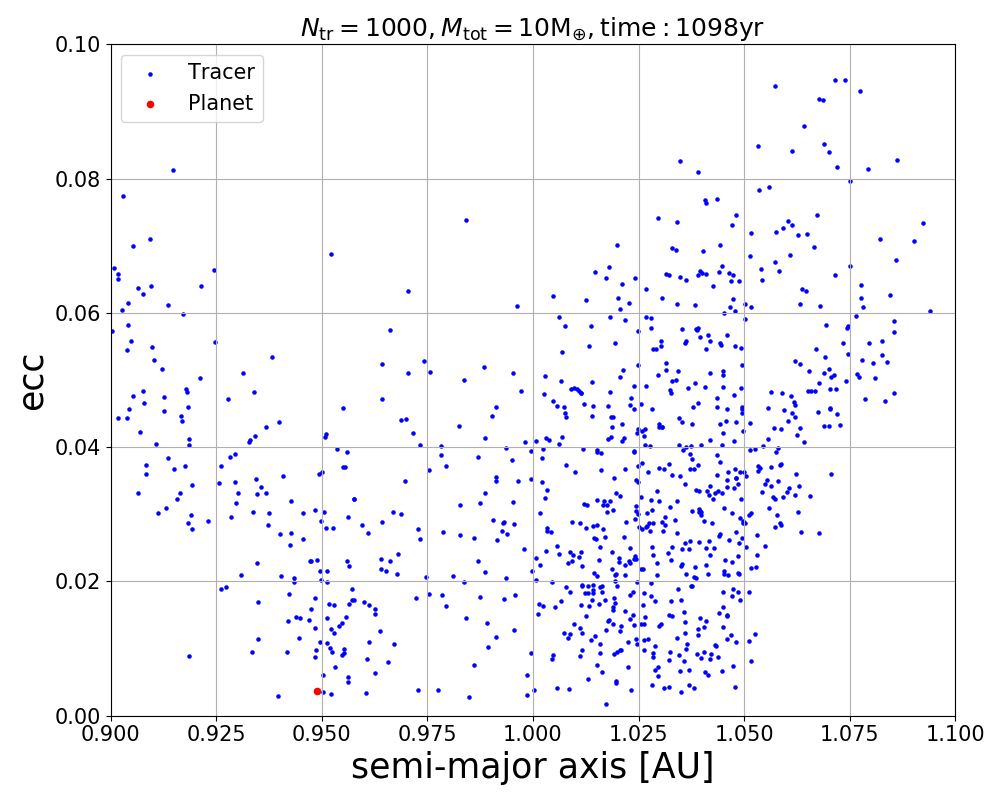 N_tr = 1000, M_tot = 10M_⊕, time : 1098yr
Tracer
Planet
0.10
0.08
0.06
0.04
0.02
0.00
ecc
0.900 0.925 0.950 0.975 1.000 1.025 1.050 1.075 1.100
semi-major axis [AU]